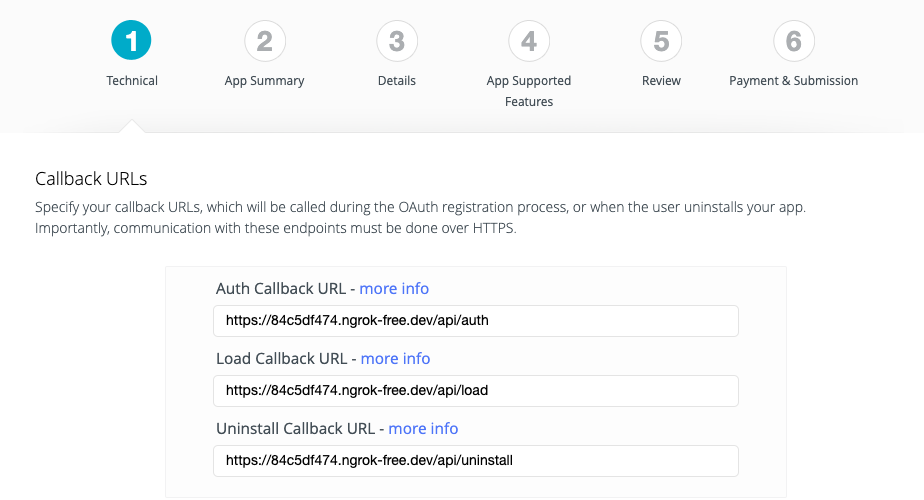 1 2 3 4 5 6
Technical App Summary Details App Supported Features Review Payment & Submission
Callback URLs
Specify your callback URLs, which will be called during the OAuth registration process, or when the user uninstalls your app.
Importantly, communication with these endpoints must be done over HTTPS.
Auth Callback URL - more info
https://84c5df474.ngrok-free.dev/api/auth
Load Callback URL - more info
https://84c5df474.ngrok-free.dev/api/load
Uninstall Callback URL - more info
https://84c5df474.ngrok-free.dev/api/uninstall